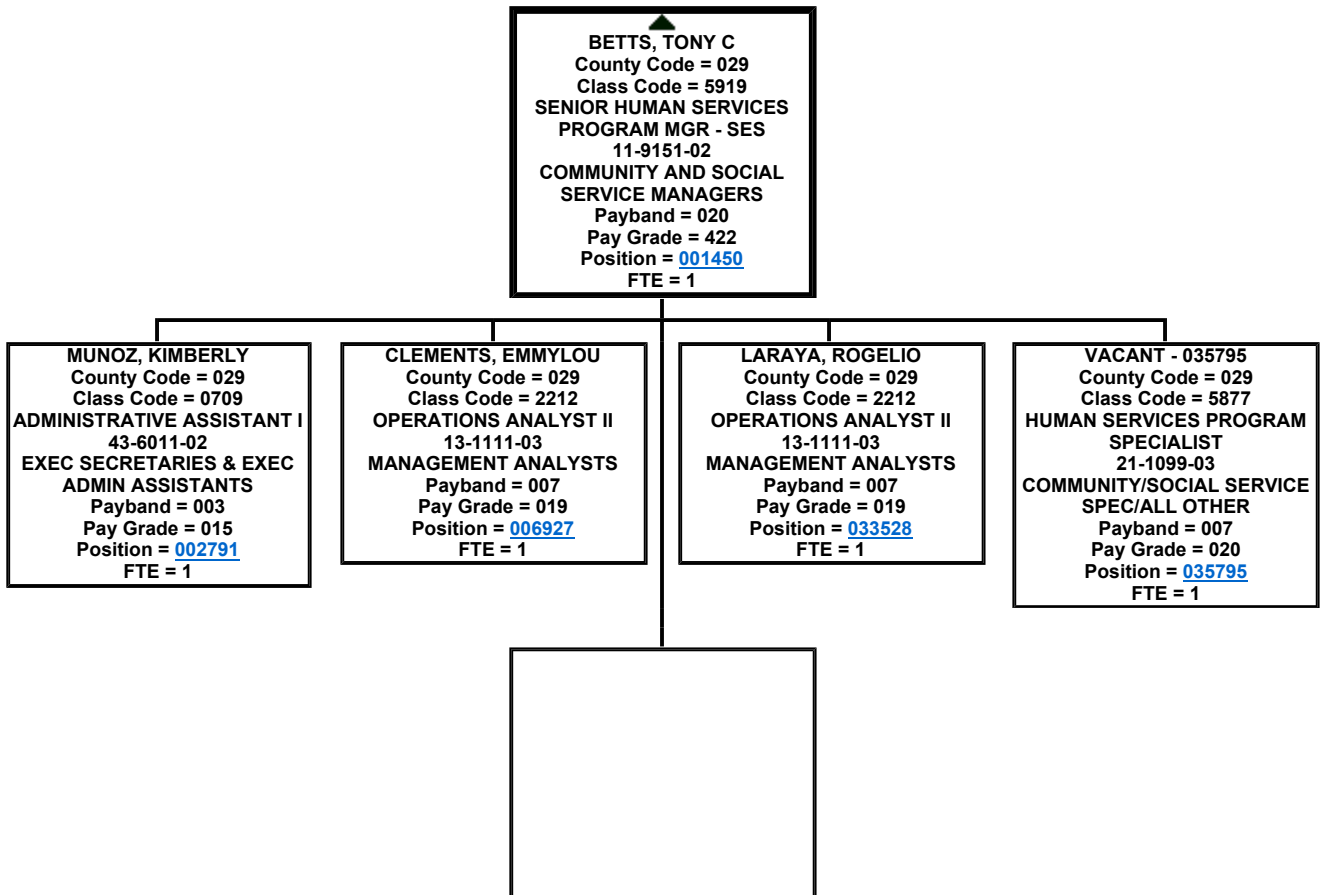 BETTS, TONY C
County Code = 029
Class Code = 5919
SENIOR HUMAN SERVICES
PROGRAM MGR - SES
11-9151-02
COMMUNITY AND SOCIAL
SERVICE MANAGERS
Payband = 020
Pay Grade = 422
Position = 001450
FTE = 1
MUNOZ, KIMBERLY
County Code = 029
Class Code = 0709
ADMINISTRATIVE ASSISTANT I
43-6011-02
EXEC SECRETARIES & EXEC
ADMIN ASSISTANTS
Payband = 003
Pay Grade = 015
Position = 002791
FTE = 1
CLEMENTS, EMMYLOU
County Code = 029
Class Code = 2212
OPERATIONS ANALYST II
13-1111-03
MANAGEMENT ANALYSTS
Payband = 007
Pay Grade = 019
Position = 006927
FTE = 1
LARAYA, ROGELIO
County Code = 029
Class Code = 2212
OPERATIONS ANALYST II
13-1111-03
MANAGEMENT ANALYSTS
Payband = 007
Pay Grade = 019
Position = 033528
FTE = 1
VACANT - 035795
County Code = 029
Class Code = 5877
HUMAN SERVICES PROGRAM
SPECIALIST
21-1099-03
COMMUNITY/SOCIAL SERVICE
SPEC/ALL OTHER
Payband = 007
Pay Grade = 020
Position = 035795
FTE = 1